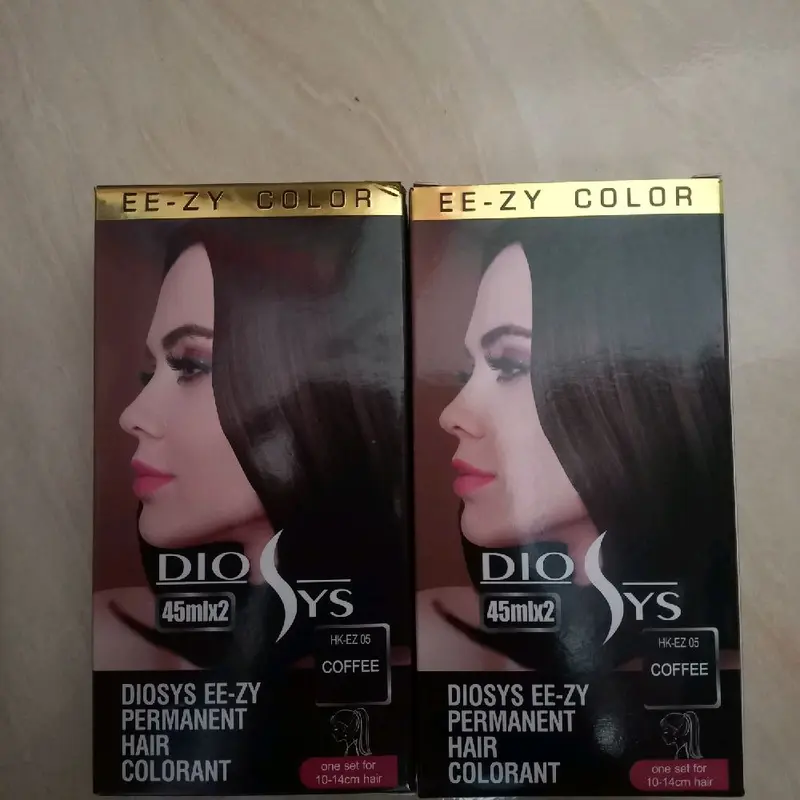 EE-ZY COLOR
DIOSYS
45mlx2
HK-EZ 05
COFFEE
DIOSYS EE-ZY
PERMANENT
HAIR
COLORANT
one set for
10-14cm hair
EE-ZY COLOR
DIOSYS
45mlx2
HK-EZ 05
COFFEE
DIOSYS EE-ZY
PERMANENT
HAIR
COLORANT
one set for
10-14cm hair